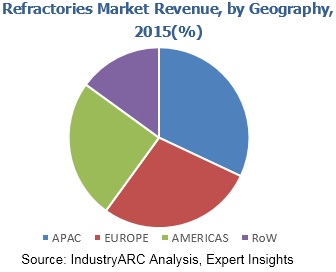 Refractories Market Revenue, by Geography,
2015(%)
APAC EUROPE AMERICAS RoW
Source: IndustryARC Analysis, Expert Insights